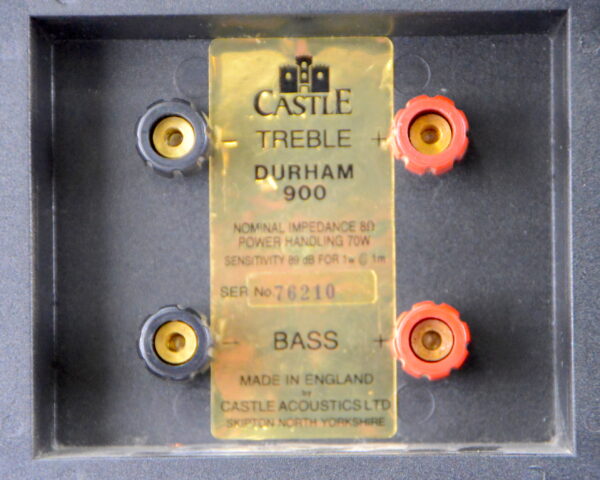 CASTLE
− TREBLE +
DURHAM
900
NOMINAL IMPEDANCE 8Ω
POWER HANDLING 70W
SENSITIVITY 89 dB FOR 1w @ 1m
SER No 76210
− BASS +
MADE IN ENGLAND
by
CASTLE ACOUSTICS LTD
SKIPTON NORTH YORKSHIRE